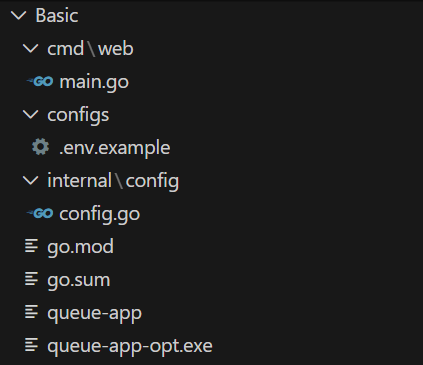 Basic
cmd\web
GO main.go
configs
.env.example
internal\config
GO config.go
go.mod
go.sum
queue-app
queue-app-opt.exe